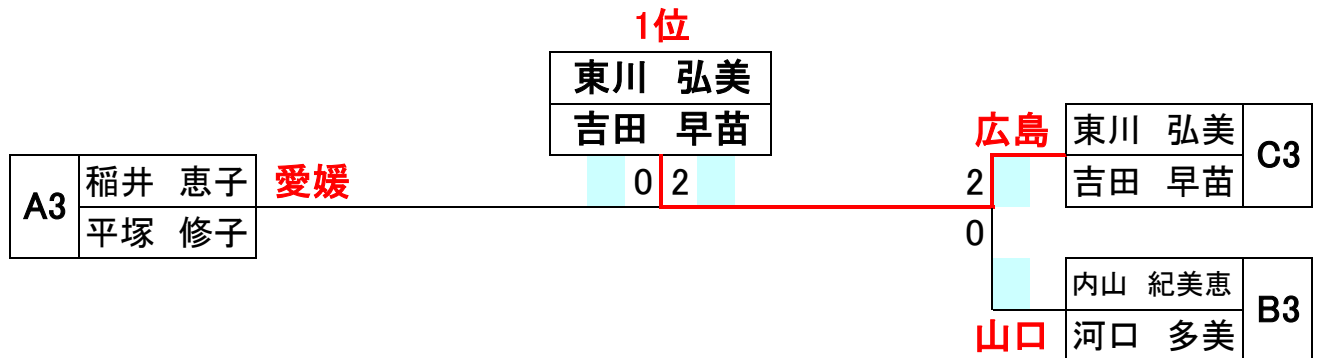 1位
東川 弘美
吉田 早苗
A3
稲井 恵子
平塚 修子
愛媛
0 2
広島
東川 弘美
吉田 早苗
C3
2
0
内山 紀美恵
河口 多美
B3
山口